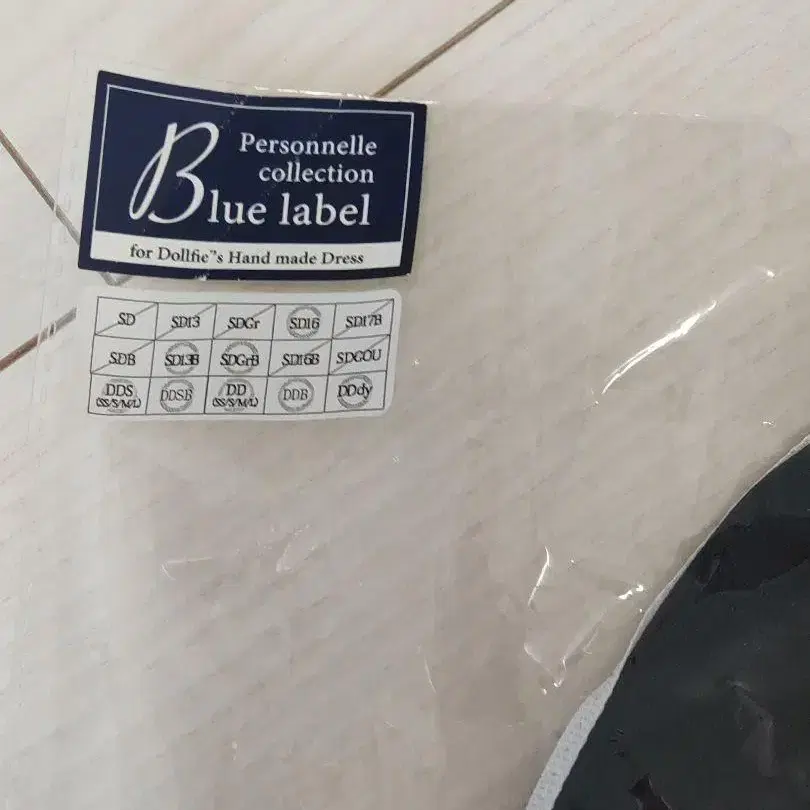 Personnelle
collection
Blue label
for Dollfie"s Hand made Dress
SD SD13 SDGr SD16 SD17B
SDB SD13B SDGrB SD16B SDGOU
DDS DDSB DD DDB DDdy
(SS/S/M/L) (SS/S/M/L)